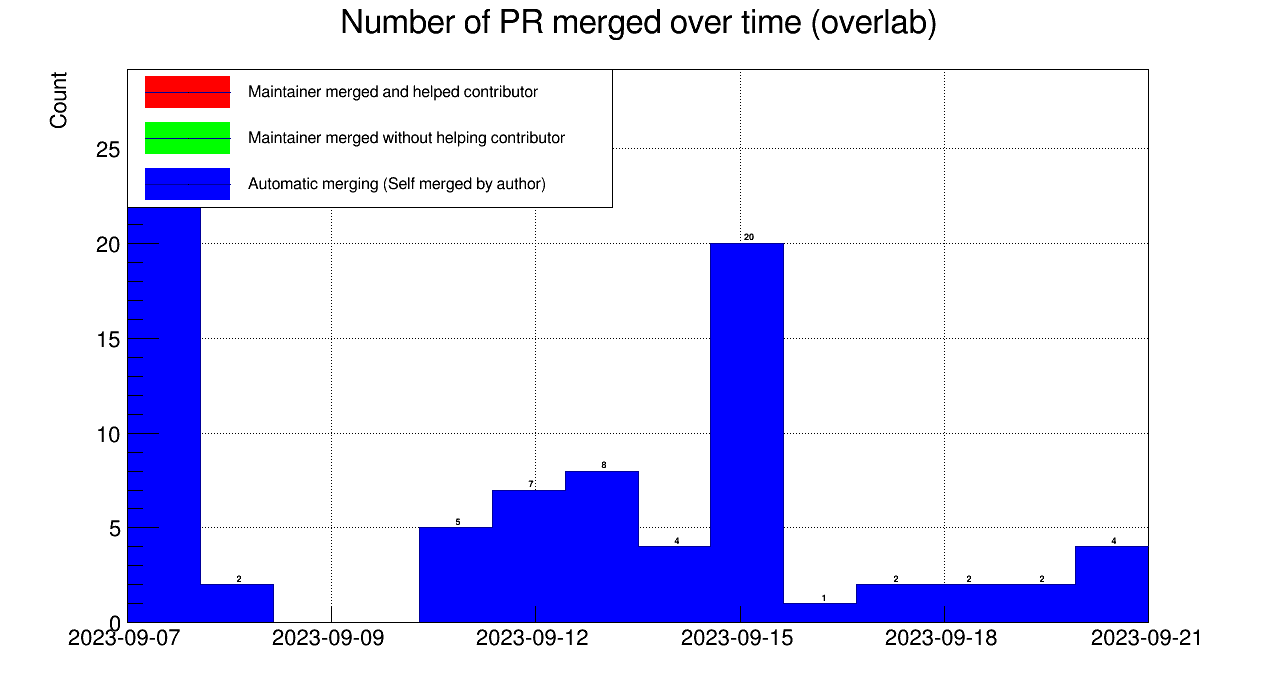 Number of PR merged over time (overlab)
Count
Maintainer merged and helped contributor
Maintainer merged without helping contributor
Automatic merging (Self merged by author)
25
20
15
10
5
0
2
5
7
8
4
20
1
2
2
2
4
2023-09-07 2023-09-09 2023-09-12 2023-09-15 2023-09-18 2023-09-21